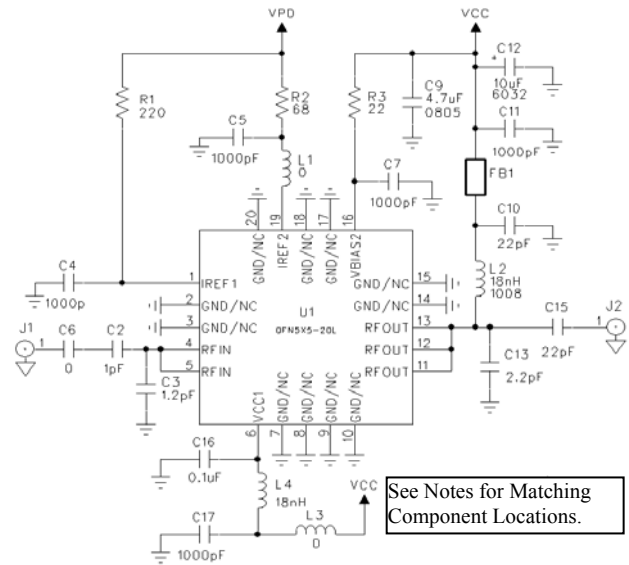 VPD
VCC
R1
220
R2
68
R3
22
C9
4.7uF
0805
*
C12
10uF
6032
C11
1000pF
C5
1000pF
L1
0
C7
1000pF
FB1
C10
22pF
L2
18nH
1008
20
19
18
17
16
GND/NC
IREF2
GND/NC
GND/NC
VBIAS2
C4
1000p
1
IREF1
2
GND/NC
3
GND/NC
4
RFIN
5
RFIN
U1
QFN5X5-20L
GND/NC
15
GND/NC
14
RFOUT
13
RFOUT
12
RFOUT
11
J1
1
C6
0
C2
1pF
C3
1.2pF
C15
22pF
1
J2
C13
2.2pF
VCC1
GND/NC
GND/NC
GND/NC
GND/NC
6
7
8
9
10
C16
0.1uF
L4
18nH
L3
0
VCC
C17
1000pF
See Notes for Matching
Component Locations.